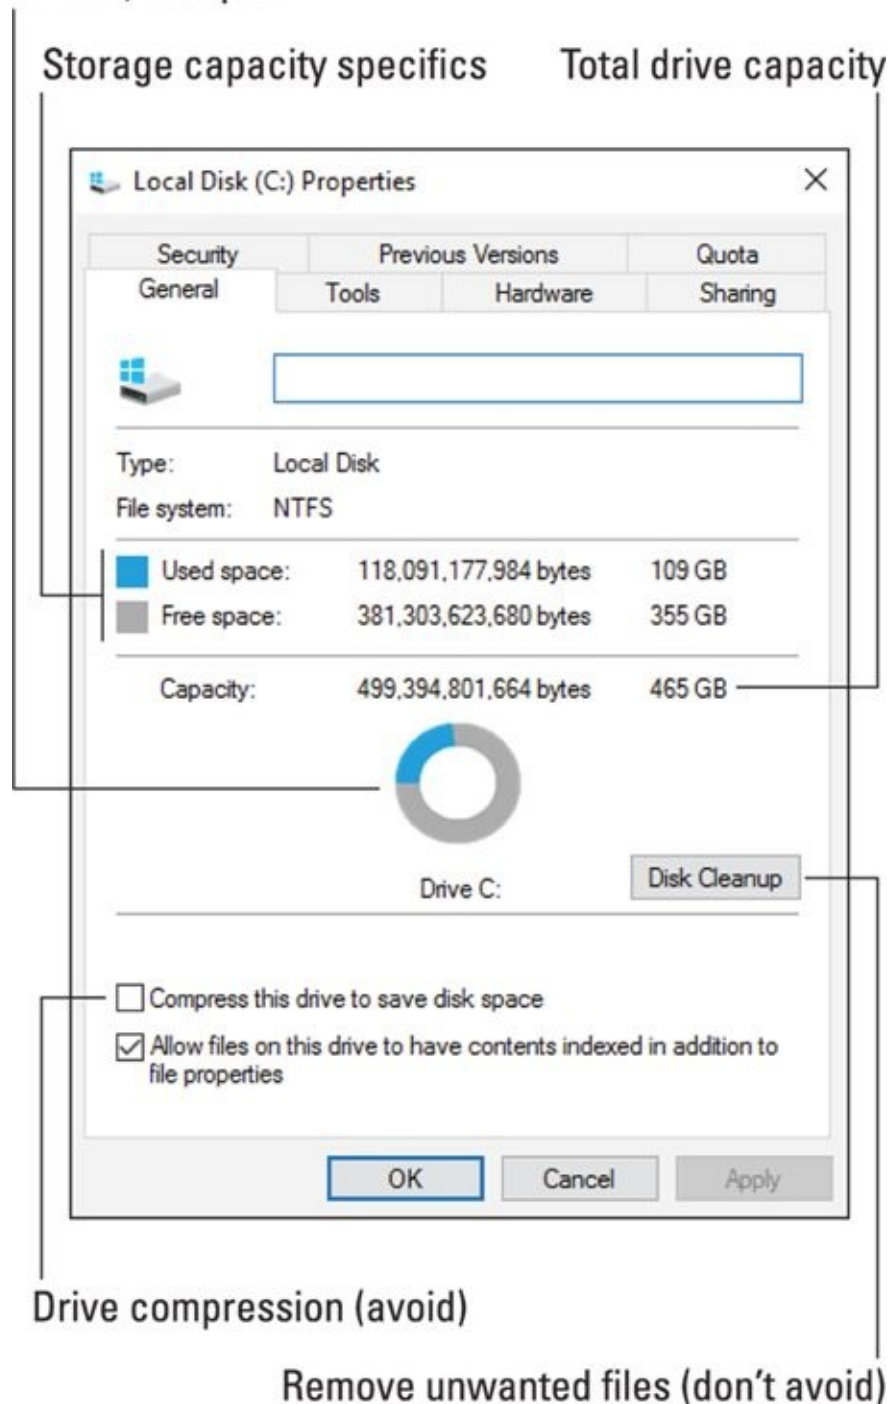 Storage capacity specifics
Total drive capacity
Local Disk (C:) Properties
Security Previous Versions Quota
General Tools Hardware Sharing
Type: Local Disk
File system: NTFS
Used space: 118,091,177,984 bytes 109 GB
Free space: 381,303,623,680 bytes 355 GB
Capacity: 499,394,801,664 bytes 465 GB
Drive C:
Disk Cleanup
Compress this drive to save disk space
Allow files on this drive to have contents indexed in addition to
file properties
OK Cancel Apply
Drive compression (avoid)
Remove unwanted files (don't avoid)